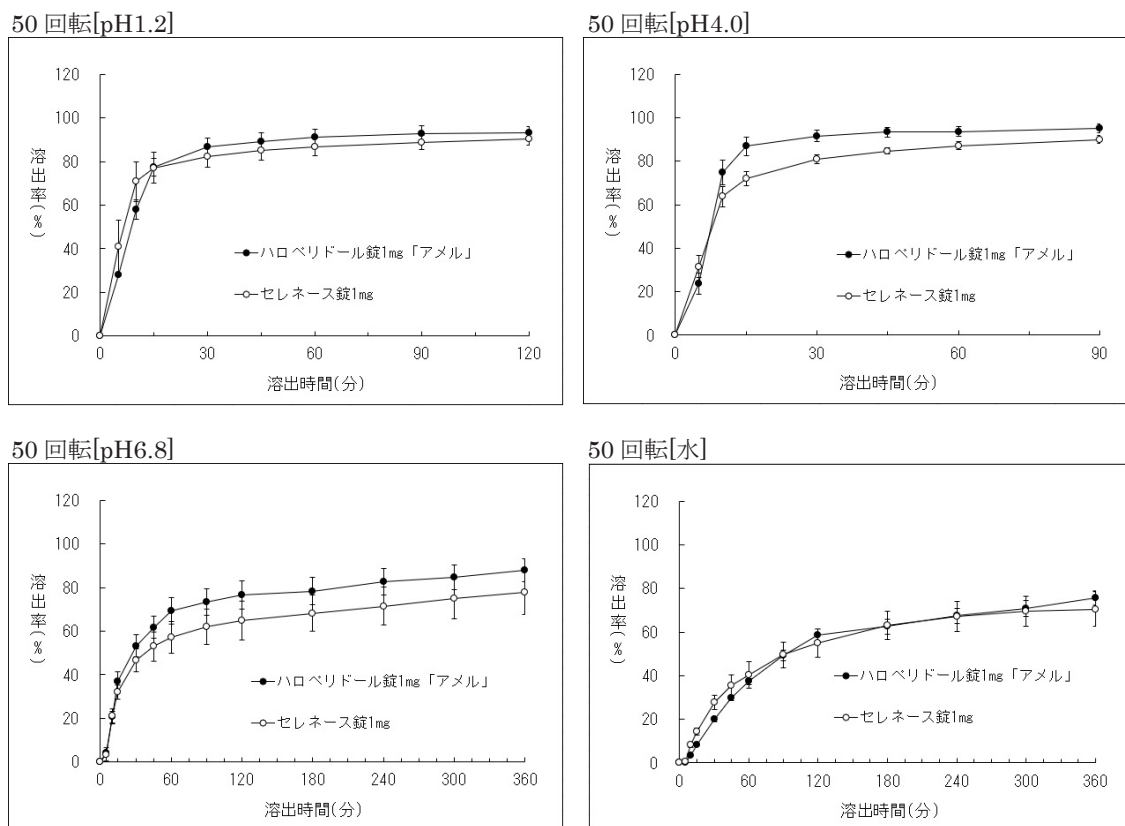 50 回転[pH1.2]
120
100
80
60
40
20
0
溶出率(%)
ハロペリドール錠1mg「アメル」
セレネース錠1mg
0 30 60 90 120
溶出時間(分)
50 回転[pH4.0]
120
100
80
60
40
20
0
溶出率(%)
ハロペリドール錠1mg「アメル」
セレネース錠1mg
0 30 60 90
溶出時間(分)
50 回転[pH6.8]
120
100
80
60
40
20
0
溶出率(%)
ハロペリドール錠1mg「アメル」
セレネース錠1mg
0 60 120 180 240 300 360
溶出時間(分)
50 回転[水]
120
100
80
60
40
20
0
溶出率(%)
ハロペリドール錠1mg「アメル」
セレネース錠1mg
0 60 120 180 240 300 360
溶出時間(分)